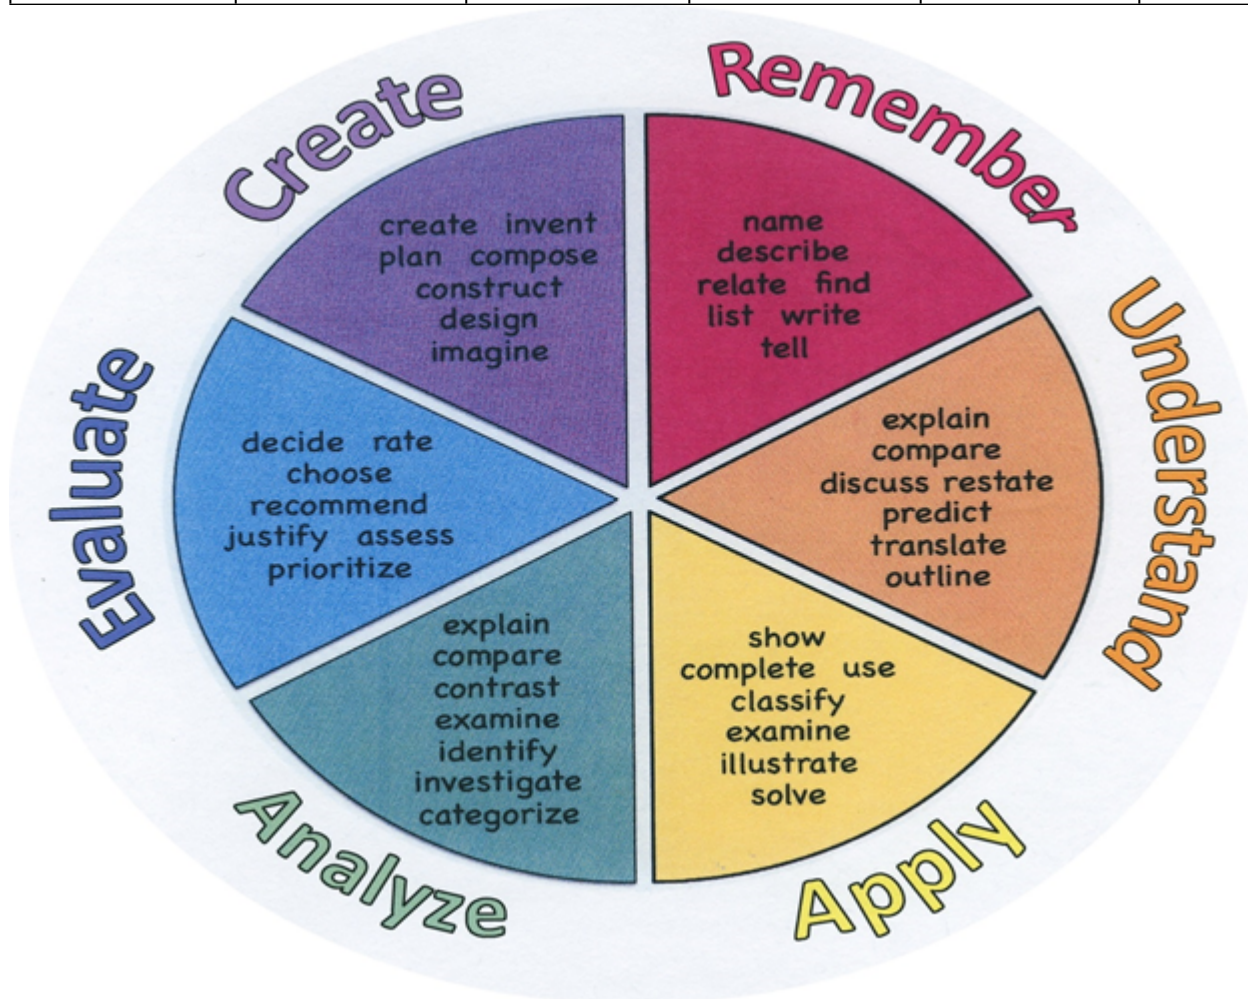 Remember
name
describe
relate find
list write
tell
Understand
explain
compare
discuss restate
predict
translate
outline
Apply
show
complete use
classify
examine
illustrate
solve
Analyze
explain
compare
contrast
examine
identify
investigate
categorize
Evaluate
decide rate
choose
recommend
justify assess
prioritize
Create
create invent
plan compose
construct
design
imagine